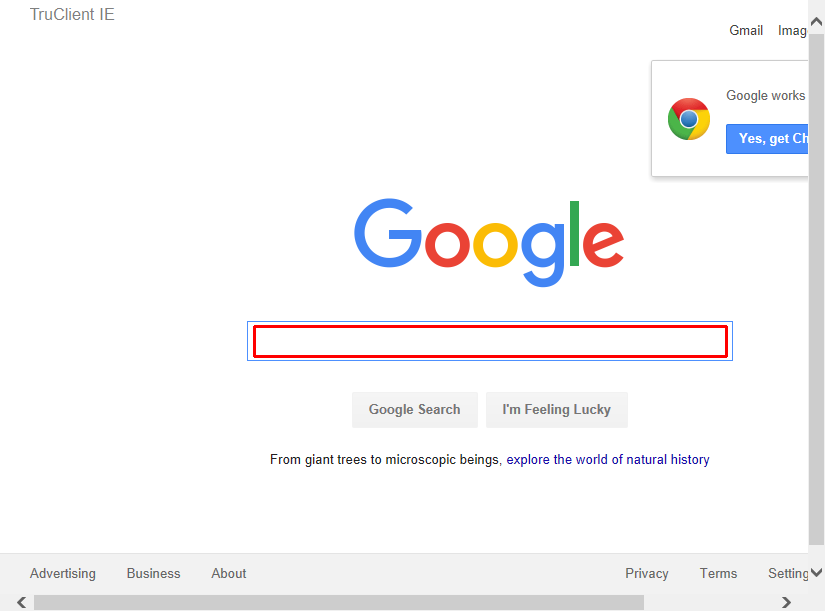 TruClient IE
Gmail Imag
Google works
Yes, get Ch
Google
Google Search I'm Feeling Lucky
From giant trees to microscopic beings, explore the world of natural history
Advertising Business About Privacy Terms Setting